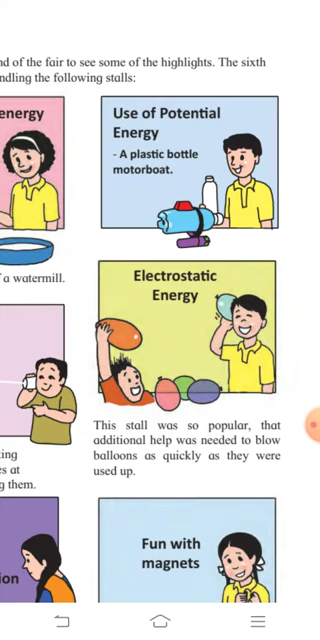 nd of the fair to see some of the highlights. The sixth
ndling the following stalls:
energy
Use of Potential
Energy
- A plastic bottle
motorboat.
f a watermill.
Electrostatic
Energy
This stall was so popular, that
additional help was needed to blow
balloons as quickly as they were
used up.
king
es at
g them.
ion
Fun with
magnets